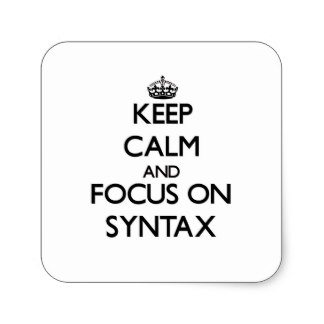 KEEP
CALM
AND
FOCUS ON
SYNTAX